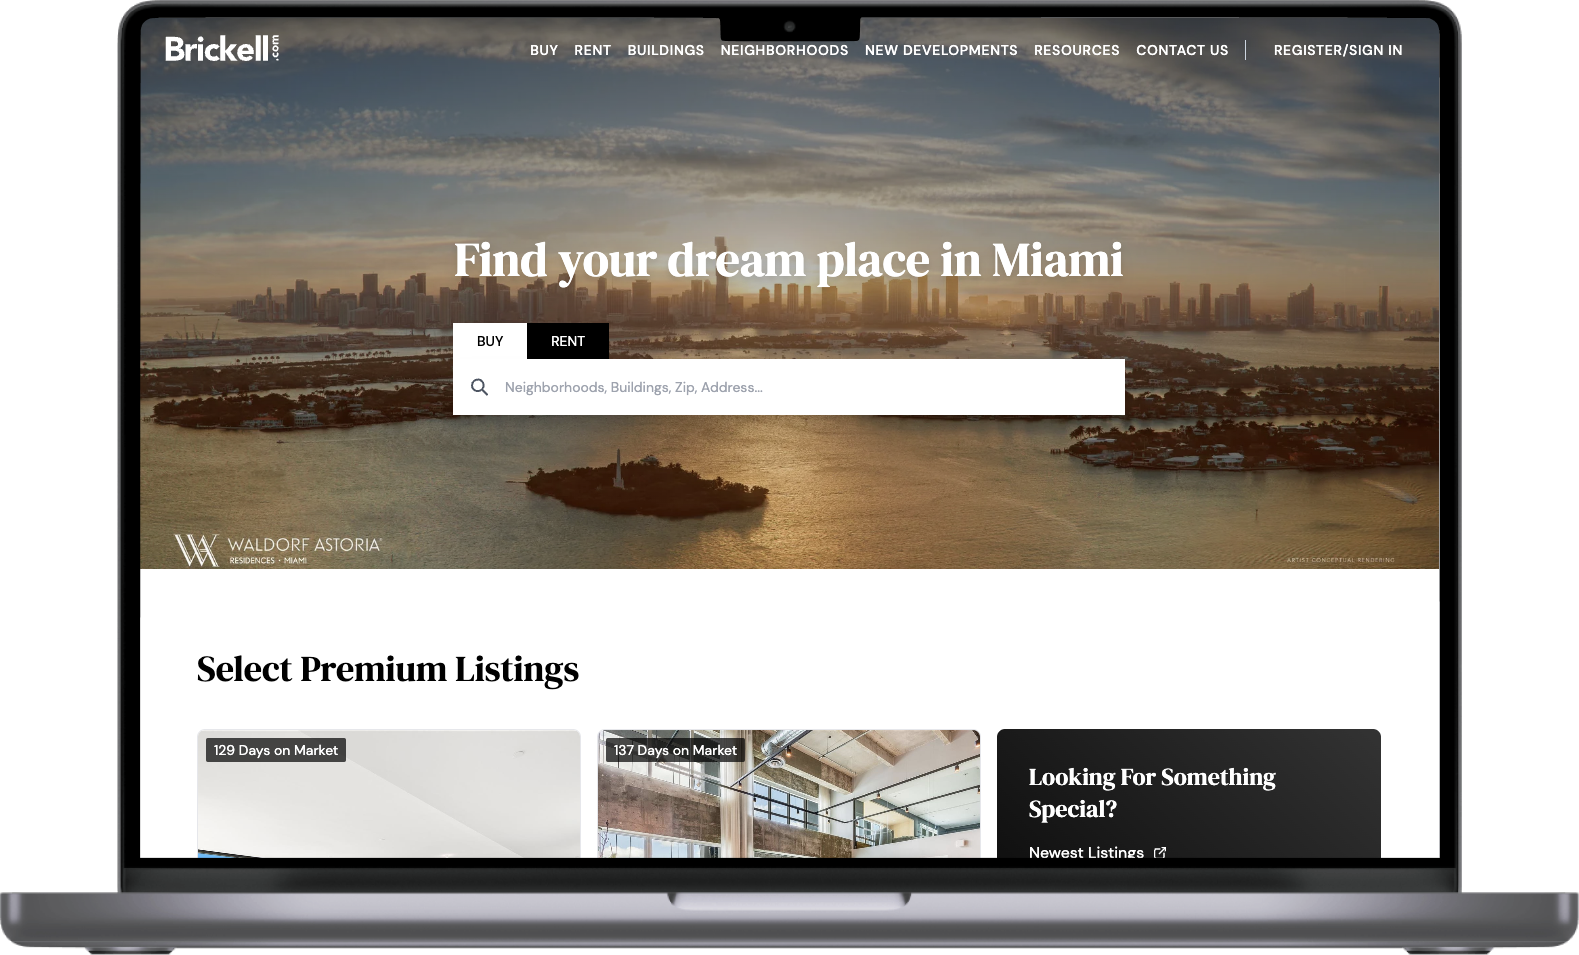 Brickell.com
BUY RENT BUILDINGS NEIGHBORHOODS NEW DEVELOPMENTS RESOURCES CONTACT US REGISTER/SIGN IN
Find your dream place in Miami
BUY RENT
Neighborhoods, Buildings, Zip, Address...
WALDORF ASTORIA
RESIDENCES • MIAMI
ARTIST CONCEPTUAL RENDERING
Select Premium Listings
129 Days on Market
137 Days on Market
Looking For Something
Special?
Newest Listings